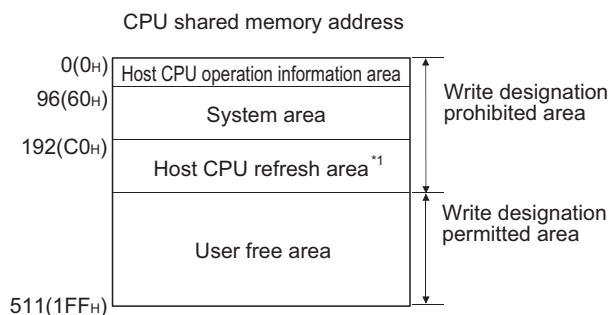 CPU shared memory address
0(0H)
Host CPU operation information area
96(60H)
System area
192(C0H)
Host CPU refresh area*1
User free area
511(1FFH)
Write designation
prohibited area
Write designation
permitted area